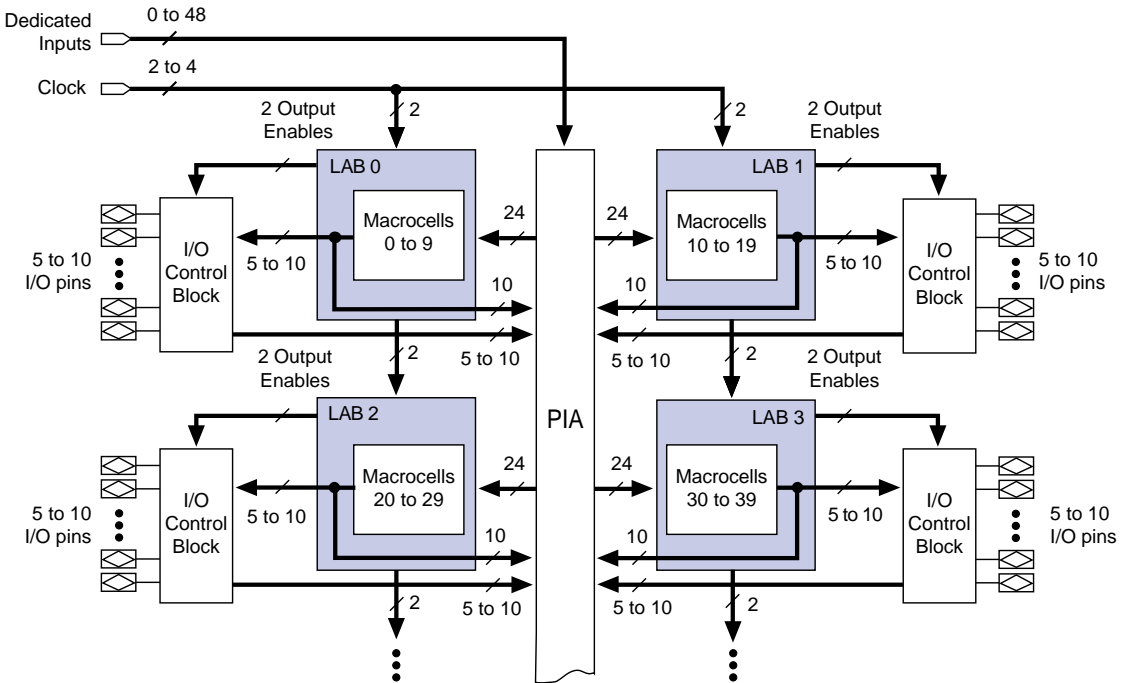 Dedicated
Inputs
0 to 48
Clock
2 to 4
2
2
2 Output
Enables
2 Output
Enables
LAB 0
LAB 1
Macrocells
0 to 9
Macrocells
10 to 19
24
24
I/O
Control
Block
I/O
Control
Block
5 to 10
I/O pins
5 to 10
I/O pins
5 to 10
5 to 10
10
10
5 to 10
5 to 10
2
2
2 Output
Enables
2 Output
Enables
PIA
LAB 2
LAB 3
Macrocells
20 to 29
Macrocells
30 to 39
24
24
I/O
Control
Block
I/O
Control
Block
5 to 10
I/O pins
5 to 10
I/O pins
5 to 10
5 to 10
10
10
5 to 10
5 to 10
2
2